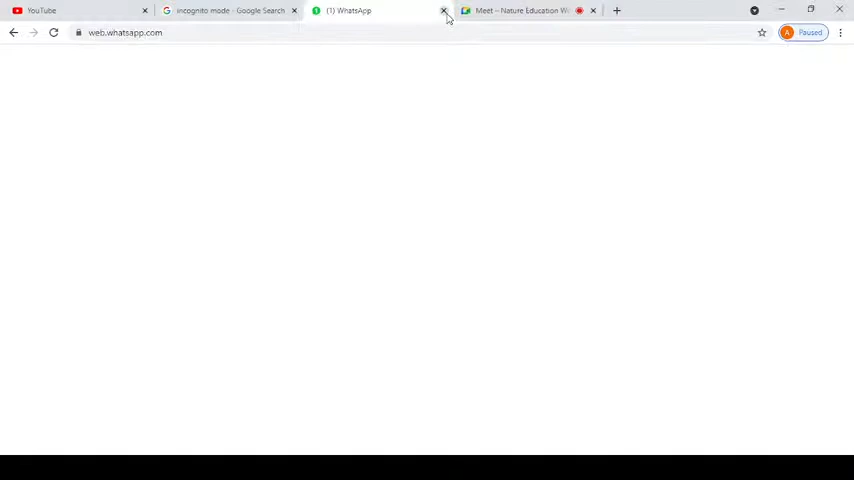 YouTube
incognito mode - Google Search
(1) WhatsApp
Meet – Nature Education W
web.whatsapp.com
A
Paused